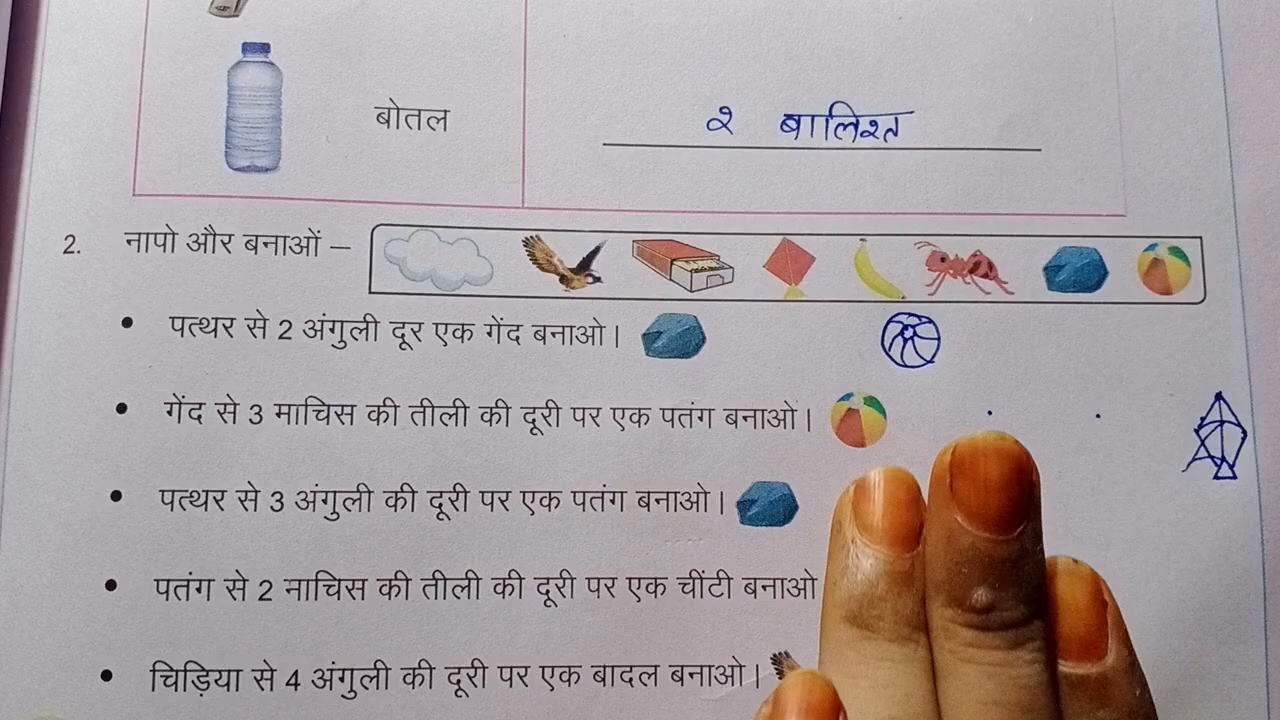 बोतल
२ बालिश्त
2. नापो और बनाओं –
• पत्थर से 2 अंगुली दूर एक गेंद बनाओ।
• गेंद से 3 माचिस की तीली की दूरी पर एक पतंग बनाओ।
• पत्थर से 3 अंगुली की दूरी पर एक पतंग बनाओ।
• पतंग से 2 माचिस की तीली की दूरी पर एक चींटी बनाओ
• चिड़िया से 4 अंगुली की दूरी पर एक बादल बनाओ।